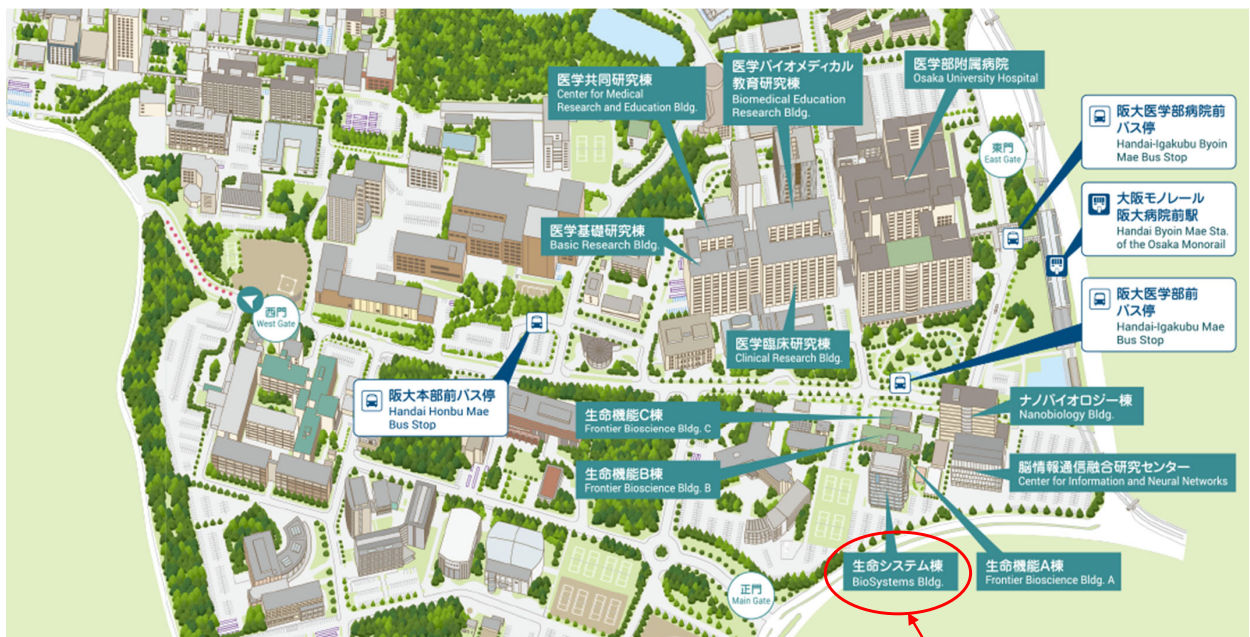 医学共同研究棟
Center for Medical
Research and Education Bldg.
医学バイオメディカル
教育研究棟
Biomedical Education
Research Bldg.
医学部附属病院
Osaka University Hospital
東門
East Gate
阪大医学部病院前
バス停
Handai-Igakubu Byoin
Mae Bus Stop
大阪モノレール
阪大病院前駅
Handai Byoin Mae Sta.
of the Osaka Monorail
医学基礎研究棟
Basic Research Bldg.
阪大医学部前
バス停
Handai-Igakubu Mae
Bus Stop
西門
West Gate
医学臨床研究棟
Clinical Research Bldg.
阪大本部前バス停
Handai Honbu Mae
Bus Stop
生命機能C棟
Frontier Bioscience Bldg. C
ナノバイオロジー棟
Nanobiology Bldg.
生命機能B棟
Frontier Bioscience Bldg. B
脳情報通信融合研究センター
Center for Information and Neural Networks
生命システム棟
BioSystems Bldg.
生命機能A棟
Frontier Bioscience Bldg. A
正門
Main Gate